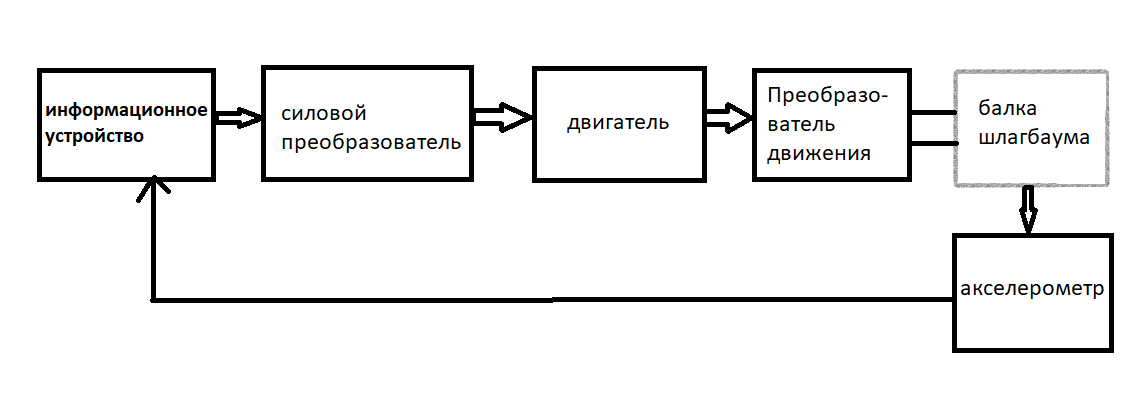 информационное
устройство
силовой
преобразователь
двигатель
Преобразо-
ватель
движения
балка
шлагбаума
акселерометр